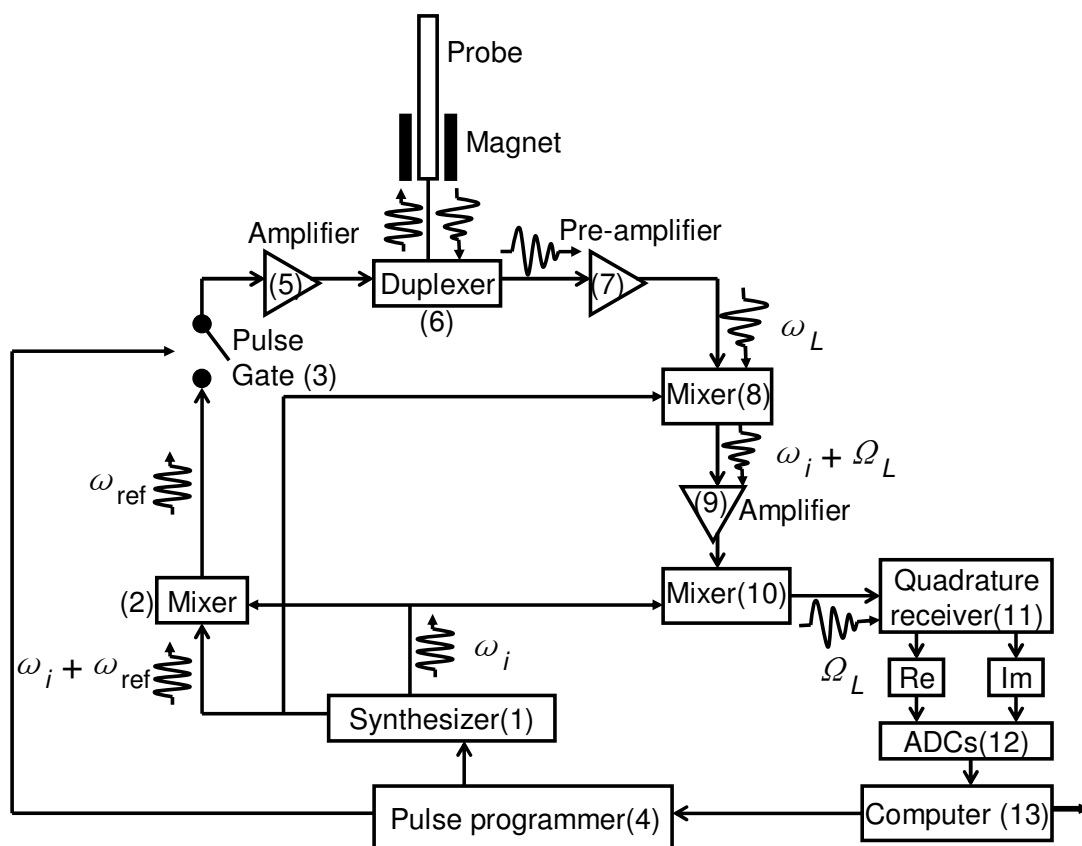 Probe
Magnet
Amplifier
Pre-amplifier
(5)
Duplexer
(7)
(6)
Pulse
Gate (3)
ω_L
Mixer(8)
ω_ref
ω_i + Ω_L
(9)
Amplifier
(2) Mixer
Mixer(10)
Quadrature
receiver(11)
ω_i + ω_ref
ω_i
Ω_L
Re
Im
Synthesizer(1)
ADCs(12)
Pulse programmer(4)
Computer (13)